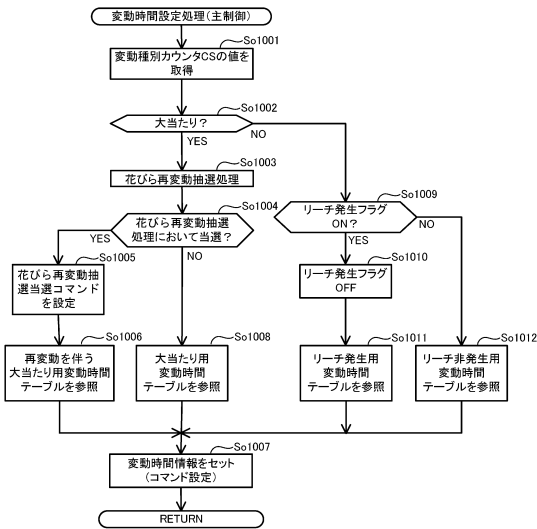 変動時間設定処理(主制御)
So1001
変動種別カウンタCSの値を
取得
So1002
大当たり?
NO
YES
So1003
花びら再変動抽選処理
So1004
花びら再変動抽選
処理において当選?
YES
NO
So1009
リーチ発生フラグ
ON?
NO
YES
So1005
花びら再変動抽
選当選コマンド
を設定
So1010
リーチ発生フラグ
OFF
So1006
再変動を伴う
大当たり用変動時間
テーブルを参照
So1008
大当たり用
変動時間
テーブルを参照
So1011
リーチ発生用
変動時間
テーブルを参照
So1012
リーチ非発生用
変動時間
テーブルを参照
So1007
変動時間情報をセット
(コマンド設定)
RETURN